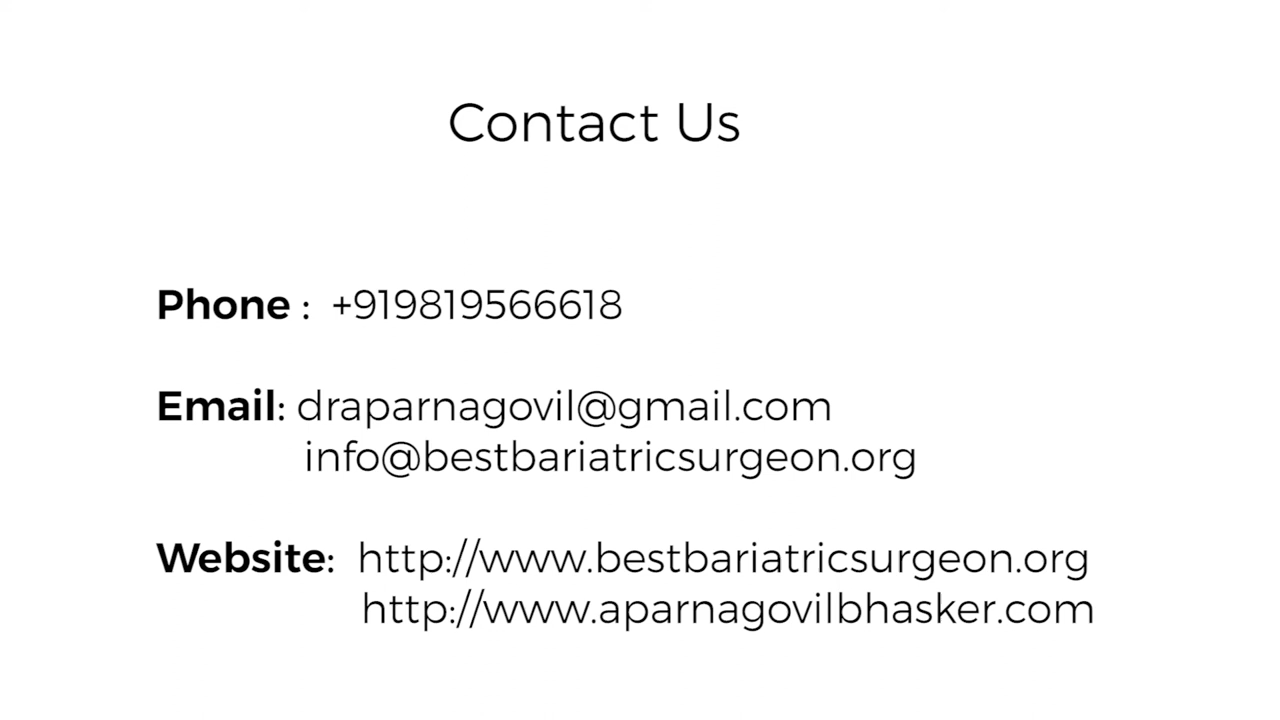 Contact Us
Phone : +919819566618
Email: draparnagovil@gmail.com
info@bestbariatricsurgeon.org
Website: http://www.bestbariatricsurgeon.org
http://www.aparnagovilbhasker.com